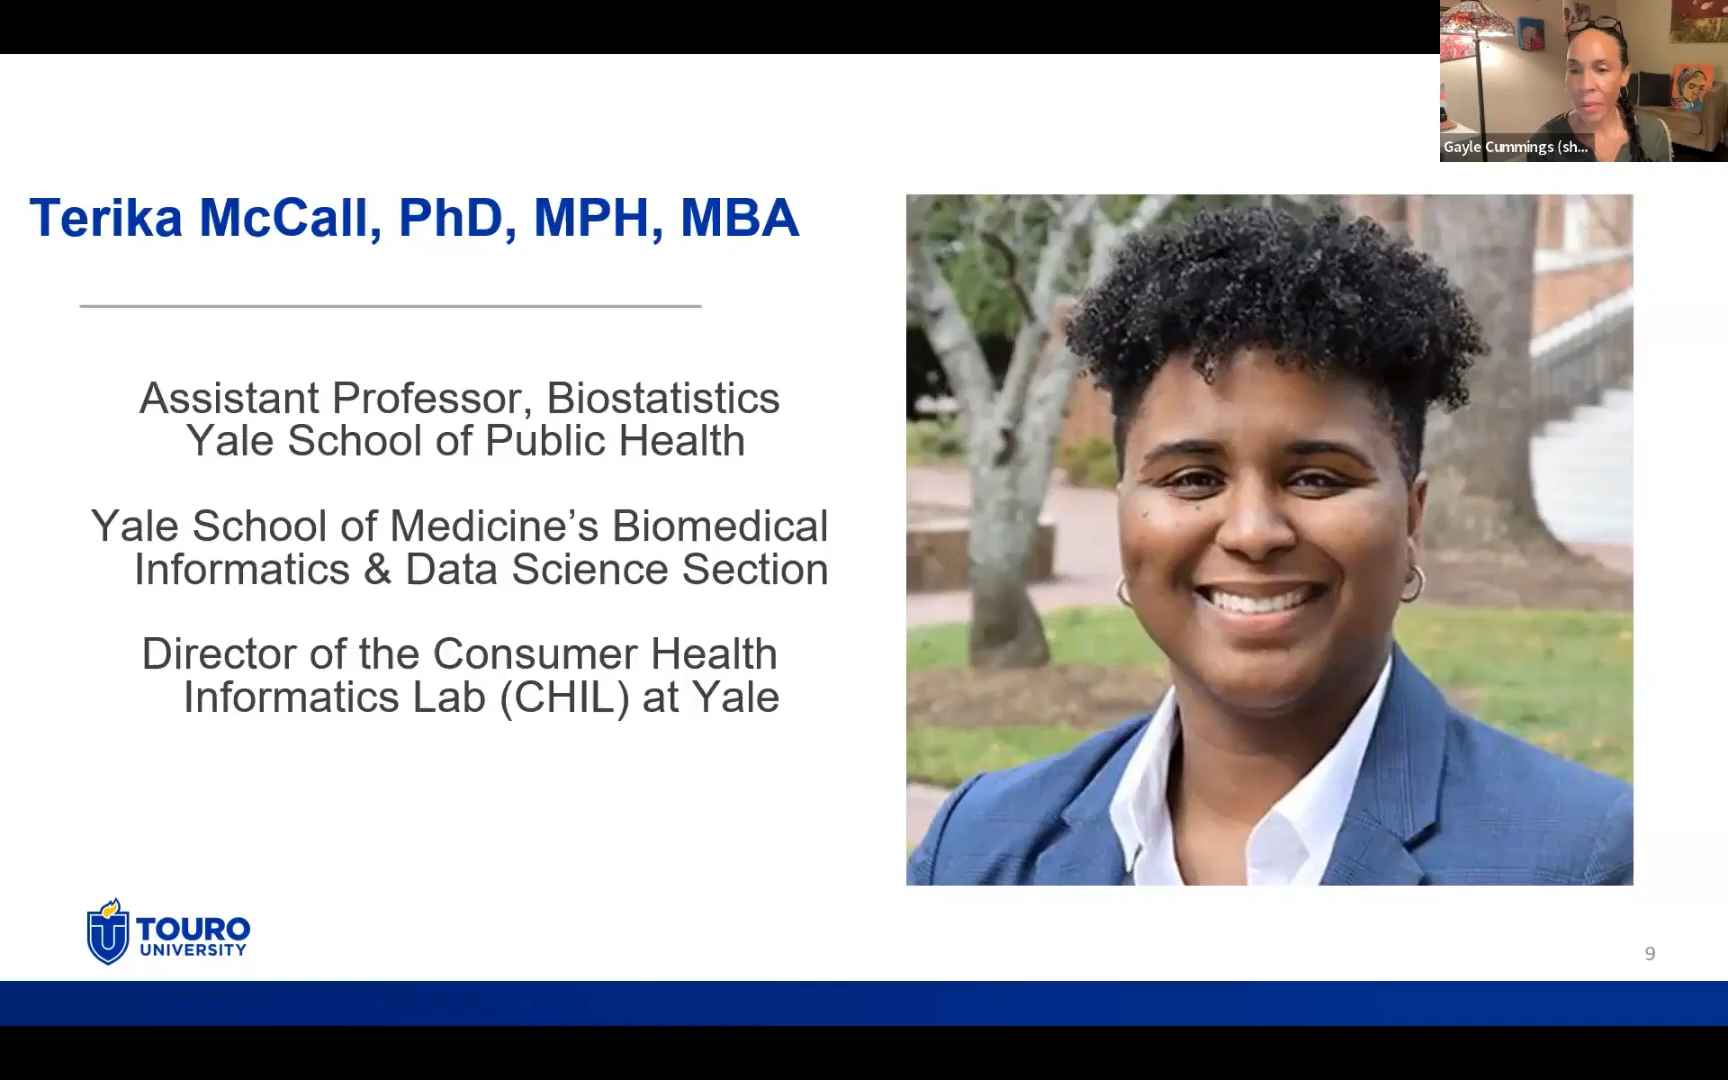 Gayle Cummings (sh...
Terika McCall, PhD, MPH, MBA
Assistant Professor, Biostatistics
Yale School of Public Health
Yale School of Medicine’s Biomedical
Informatics & Data Science Section
Director of the Consumer Health
Informatics Lab (CHIL) at Yale
TOURO
UNIVERSITY
9